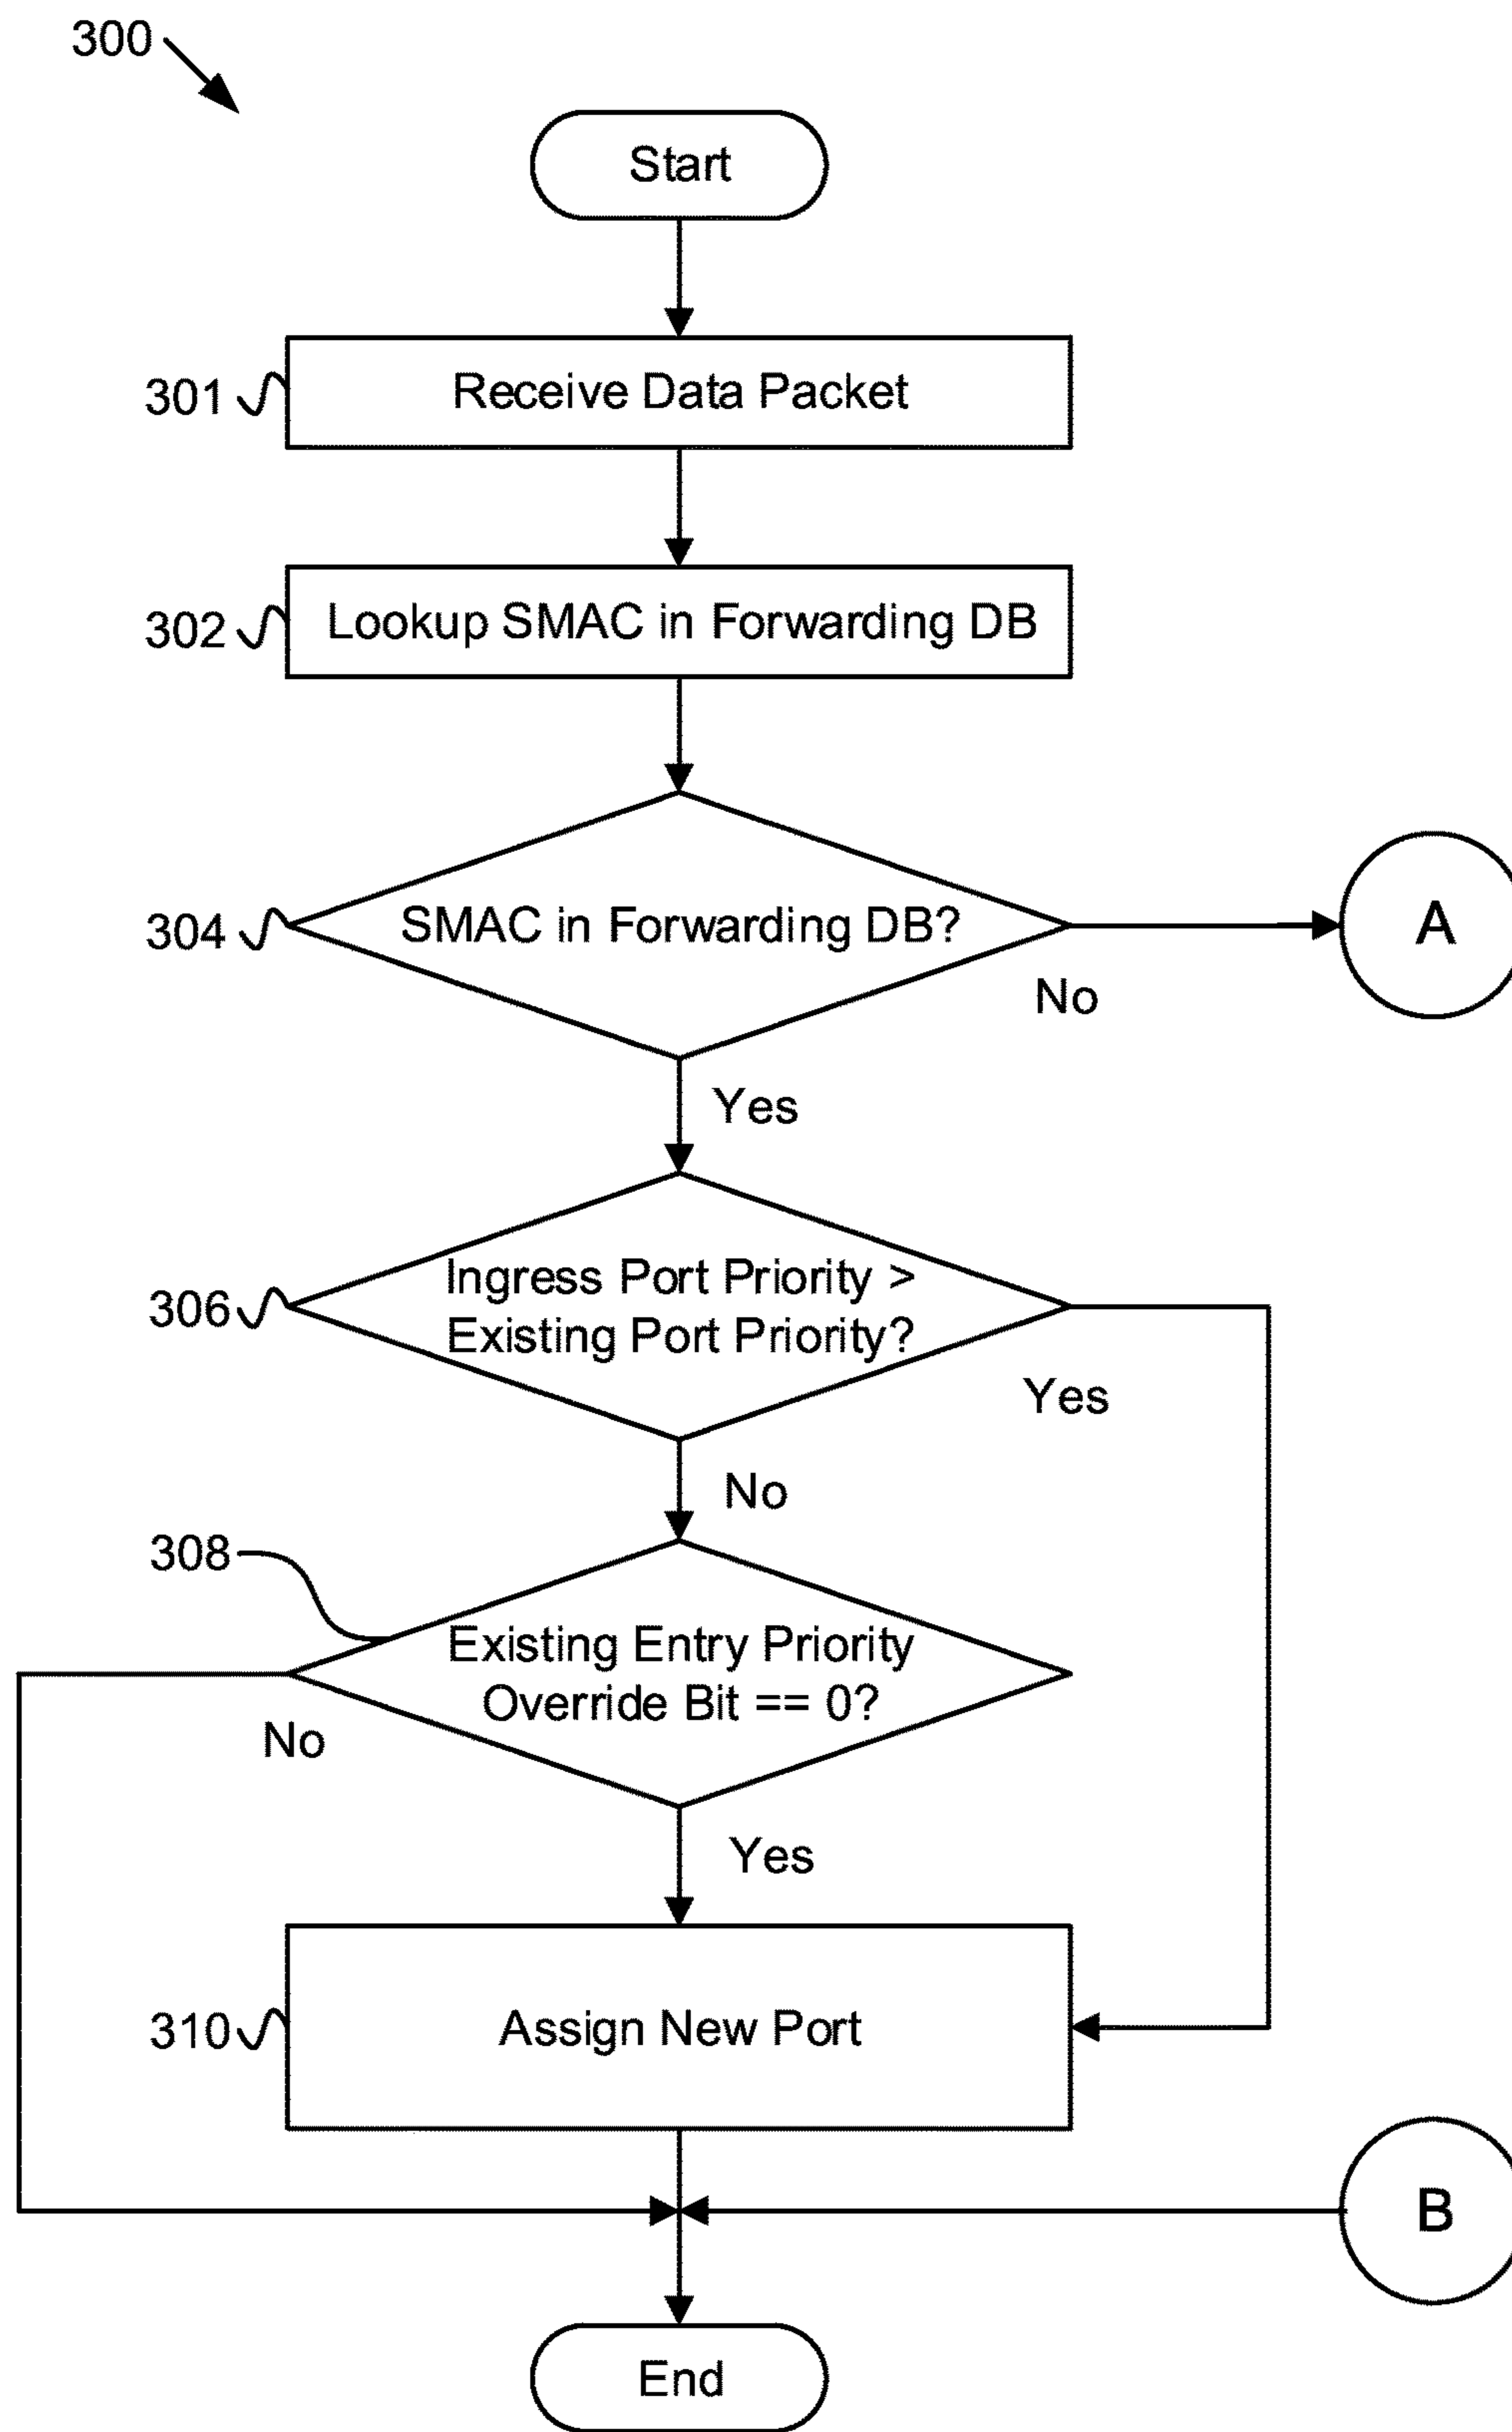 300
Start
301
Receive Data Packet
302
Lookup SMAC in Forwarding DB
304
SMAC in Forwarding DB?
A
No
Yes
306
Ingress Port Priority >
Existing Port Priority?
Yes
No
308
Existing Entry Priority
Override Bit == 0?
No
Yes
310
Assign New Port
B
End